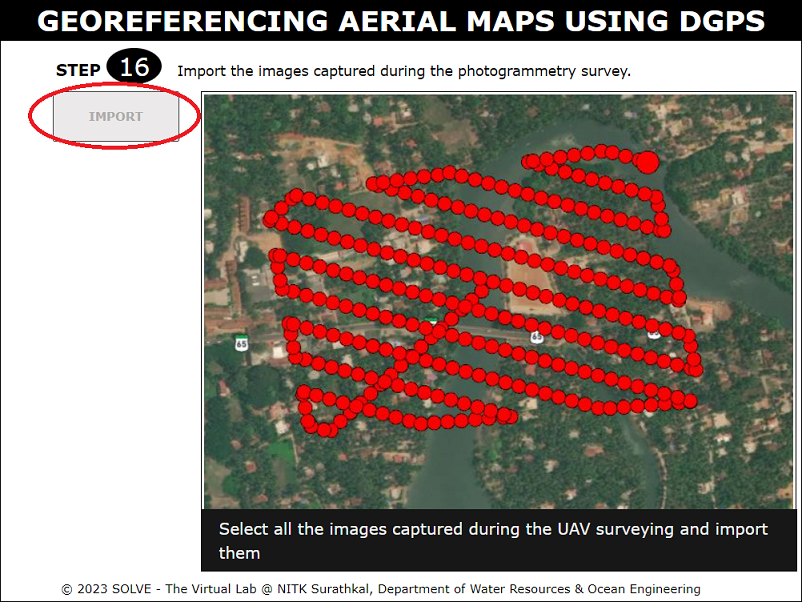 GEOREFERENCING AERIAL MAPS USING DGPS
STEP 16 Import the images captured during the photogrammetry survey.
IMPORT
65
65
65
Select all the images captured during the UAV surveying and import
them
© 2023 SOLVE - The Virtual Lab @ NITK Surathkal, Department of Water Resources & Ocean Engineering